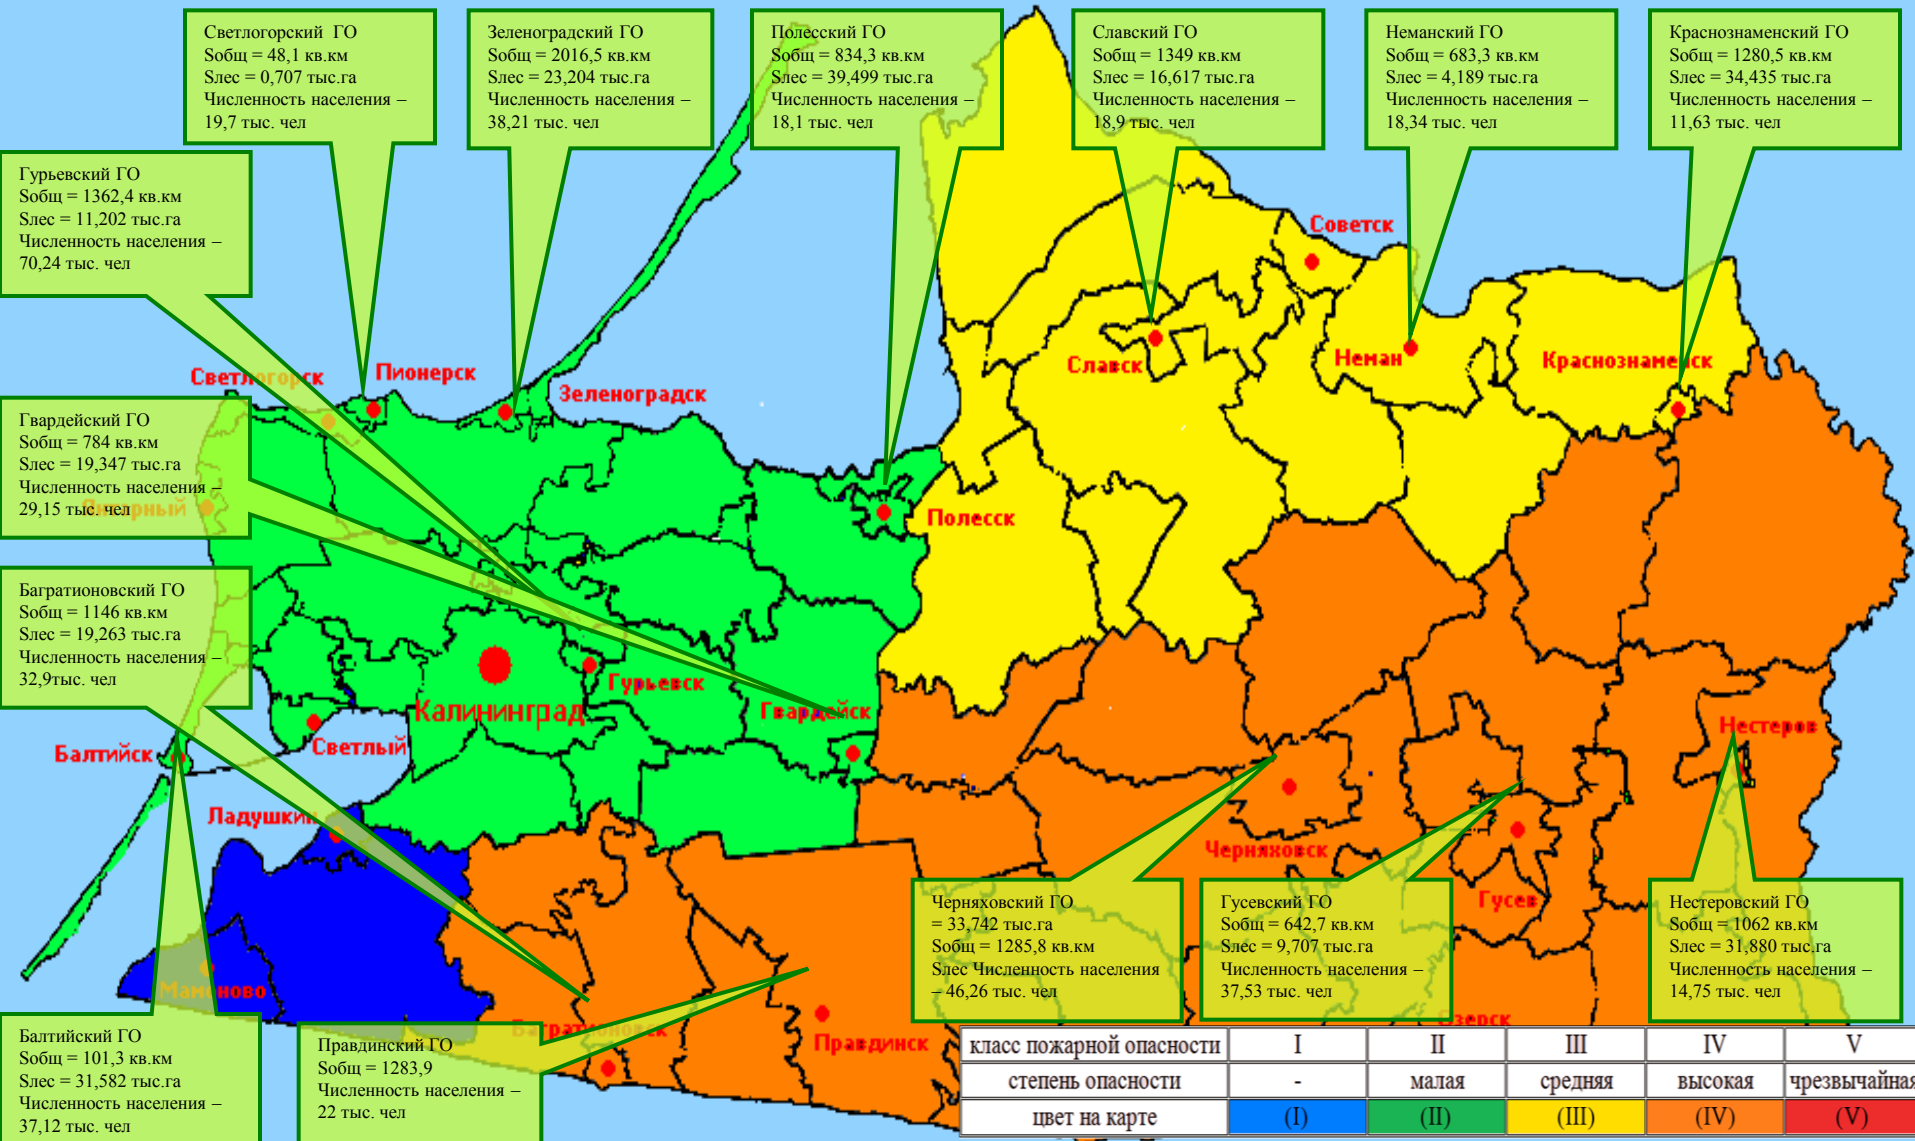 Светлогорский ГО
Sобщ = 48,1 кв.км
Sлес = 0,707 тыс.га
Численность населения –
19,7 тыс. чел
Зеленоградский ГО
Sобщ = 2016,5 кв.км
Sлес = 23,204 тыс.га
Численность населения –
38,21 тыс. чел
Полесский ГО
Sобщ = 834,3 кв.км
Sлес = 39,499 тыс.га
Численность населения –
18,1 тыс. чел
Славский ГО
Sобщ = 1349 кв.км
Sлес = 16,617 тыс.га
Численность населения –
18,9 тыс. чел
Неманский ГО
Sобщ = 683,3 кв.км
Sлес = 4,189 тыс.га
Численность населения –
18,34 тыс. чел
Краснознаменский ГО
Sобщ = 1280,5 кв.км
Sлес = 34,435 тыс.га
Численность населения –
11,63 тыс. чел
Гурьевский ГО
Sобщ = 1362,4 кв.км
Sлес = 11,202 тыс.га
Численность населения –
70,24 тыс. чел
Советск
Славск
Неман
Краснознаменск
Светлогорск
Пионерск
Зеленоградск
Гвардейский ГО
Sобщ = 784 кв.км
Sлес = 19,347 тыс.га
Численность населения –
29,15 тыс. чел
Янтарный
Полесск
Багратионовский ГО
Sобщ = 1146 кв.км
Sлес = 19,263 тыс.га
Численность населения –
32,9тыс. чел
Гурьевск
Калининград
Гвардейск
Нестеров
Светлый
Балтийск
Ладушкин
Черняховск
Гусев
Черняховский ГО
= 33,742 тыс.га
Sобщ = 1285,8 кв.км
Sлес Численность населения
– 46,26 тыс. чел
Гусевский ГО
Sобщ = 642,7 кв.км
Sлес = 9,707 тыс.га
Численность населения –
37,53 тыс. чел
Нестеровский ГО
Sобщ = 1062 кв.км
Sлес = 31,880 тыс.га
Численность населения –
14,75 тыс. чел
Мамоново
Багратионовск
Правдинск
Озерск
Балтийский ГО
Sобщ = 101,3 кв.км
Sлес = 31,582 тыс.га
Численность населения –
37,12 тыс. чел
Правдинский ГО
Sобщ = 1283,9
Численность населения –
22 тыс. чел
класс пожарной опасности I II III IV V
степень опасности - малая средняя высокая чрезвычайная
цвет на карте (I) (II) (III) (IV) (V)